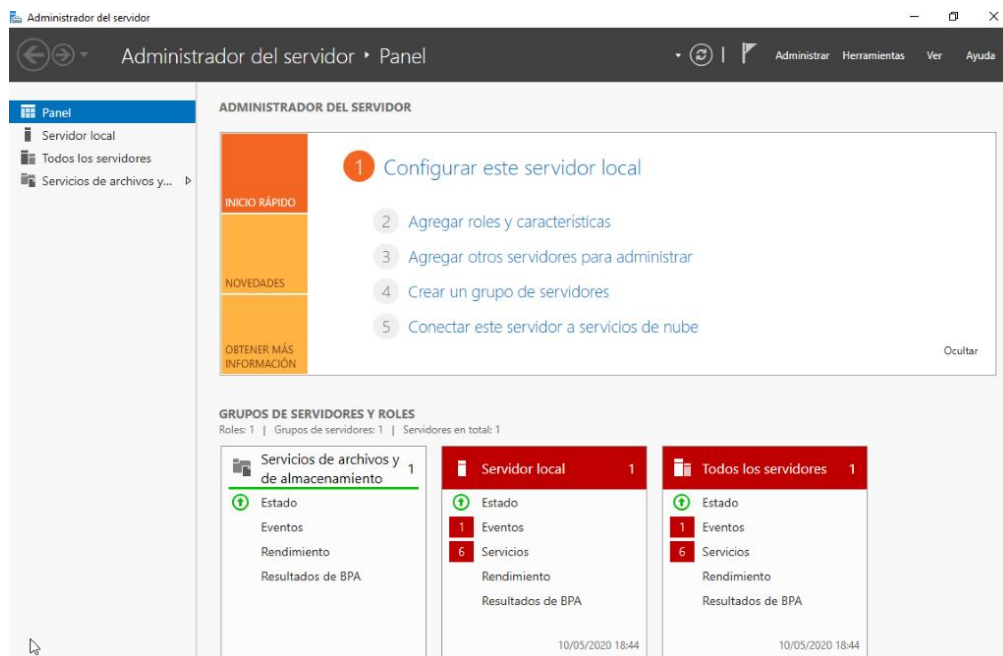 Administrador del servidor
Administrador del servidor ‣ Panel
Administrar Herramientas Ver Ayuda
Panel
Servidor local
Todos los servidores
Servicios de archivos y...
ADMINISTRADOR DEL SERVIDOR
INICIO RÁPIDO
NOVEDADES
OBTENER MÁS
INFORMACIÓN
1 Configurar este servidor local
2 Agregar roles y características
3 Agregar otros servidores para administrar
4 Crear un grupo de servidores
5 Conectar este servidor a servicios de nube
Ocultar
GRUPOS DE SERVIDORES Y ROLES
Roles: 1 | Grupos de servidores: 1 | Servidores en total: 1
Servicios de archivos y
de almacenamiento
1
Estado
Eventos
Rendimiento
Resultados de BPA
Servidor local 1
Estado
1 Eventos
6 Servicios
Rendimiento
Resultados de BPA
10/05/2020 18:44
Todos los servidores 1
Estado
1 Eventos
6 Servicios
Rendimiento
Resultados de BPA
10/05/2020 18:44